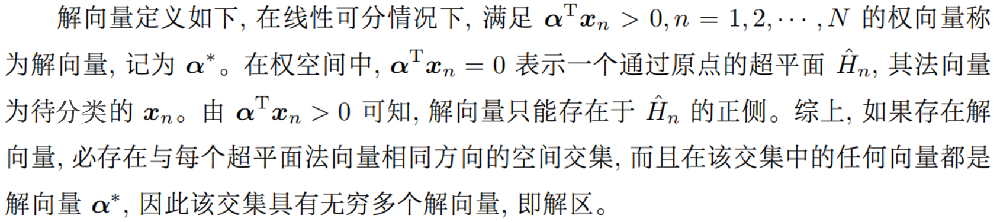 解向量定义如下, 在线性可分情况下, 满足 $\boldsymbol{\alpha}^{\mathrm{T}}\boldsymbol{x}_n > 0, n = 1, 2, \cdots, N$ 的权向量称
为解向量, 记为 $\boldsymbol{\alpha}^*$。在权空间中, $\boldsymbol{\alpha}^{\mathrm{T}}\boldsymbol{x}_n = 0$ 表示一个通过原点的超平面 $\hat{H}_n$, 其法向量
为待分类的 $\boldsymbol{x}_n$。由 $\boldsymbol{\alpha}^{\mathrm{T}}\boldsymbol{x}_n > 0$ 可知, 解向量只能存在于 $\hat{H}_n$ 的正侧。综上, 如果存在解
向量, 必存在与每个超平面法向量相同方向的空间交集, 而且在该交集中的任何向量都是
解向量 $\boldsymbol{\alpha}^*$, 因此该交集具有无穷多个解向量, 即解区。